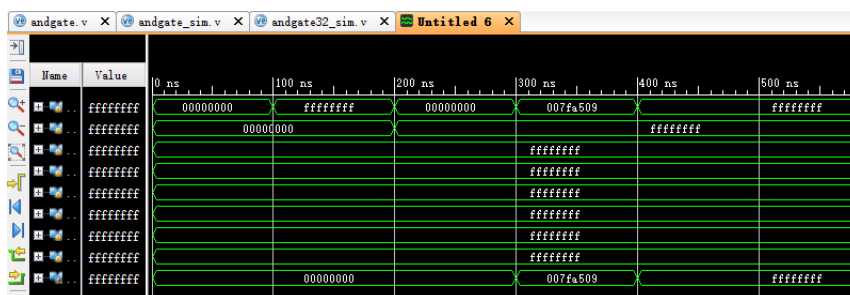 andgate.v X andgate_sim.v X andgate32_sim.v X Untitled 6 X
Name Value
0 ns 100 ns 200 ns 300 ns 400 ns 500 ns
.. ffffffff 00000000 ffffffff 00000000 007fa509 ffffffff
.. ffffffff 00000000 ffffffff
.. ffffffff ffffffff
.. ffffffff ffffffff
.. ffffffff ffffffff
.. ffffffff ffffffff
.. ffffffff ffffffff
.. ffffffff ffffffff
.. ffffffff 00000000 007fa509 ffffffff